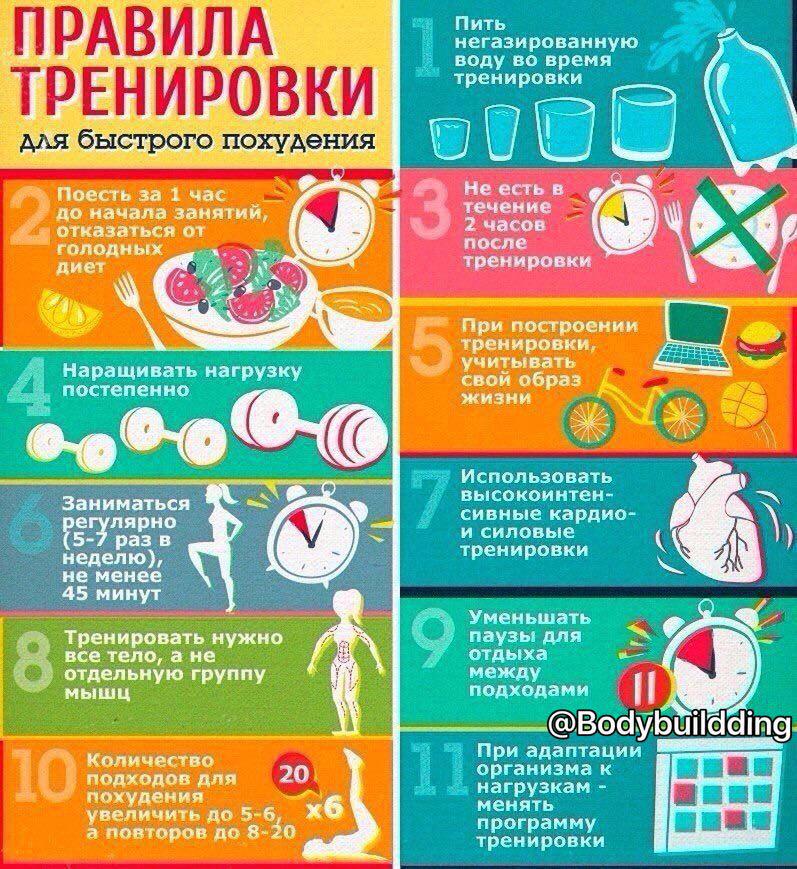 ПРАВИЛА
ТРЕНИРОВКИ
для быстрого похудения
1
Пить
негазированную
воду во время
тренировки
2
Поесть за 1 час
до начала занятий,
отказаться от
голодных
диет
3
Не есть в
течение
2 часов
после
тренировки
4
Наращивать нагрузку
постепенно
5
При построении
тренировки,
учитывать
свой образ
жизни
6
Заниматься
регулярно
(5-7 раз в
неделю),
не менее
45 минут
7
Использовать
высокоинтен-
сивные кардио-
и силовые
тренировки
8
Тренировать нужно
все тело, а не
отдельную группу
мышц
9
Уменьшать
паузы для
отдыха
между
подходами
@Bodybuildding
10
Количество
подходов для
похудения
увеличить до 5-6,
а повторов до 8-20
20
x6
11
При адаптации
организма к
нагрузкам -
менять
программу
тренировки